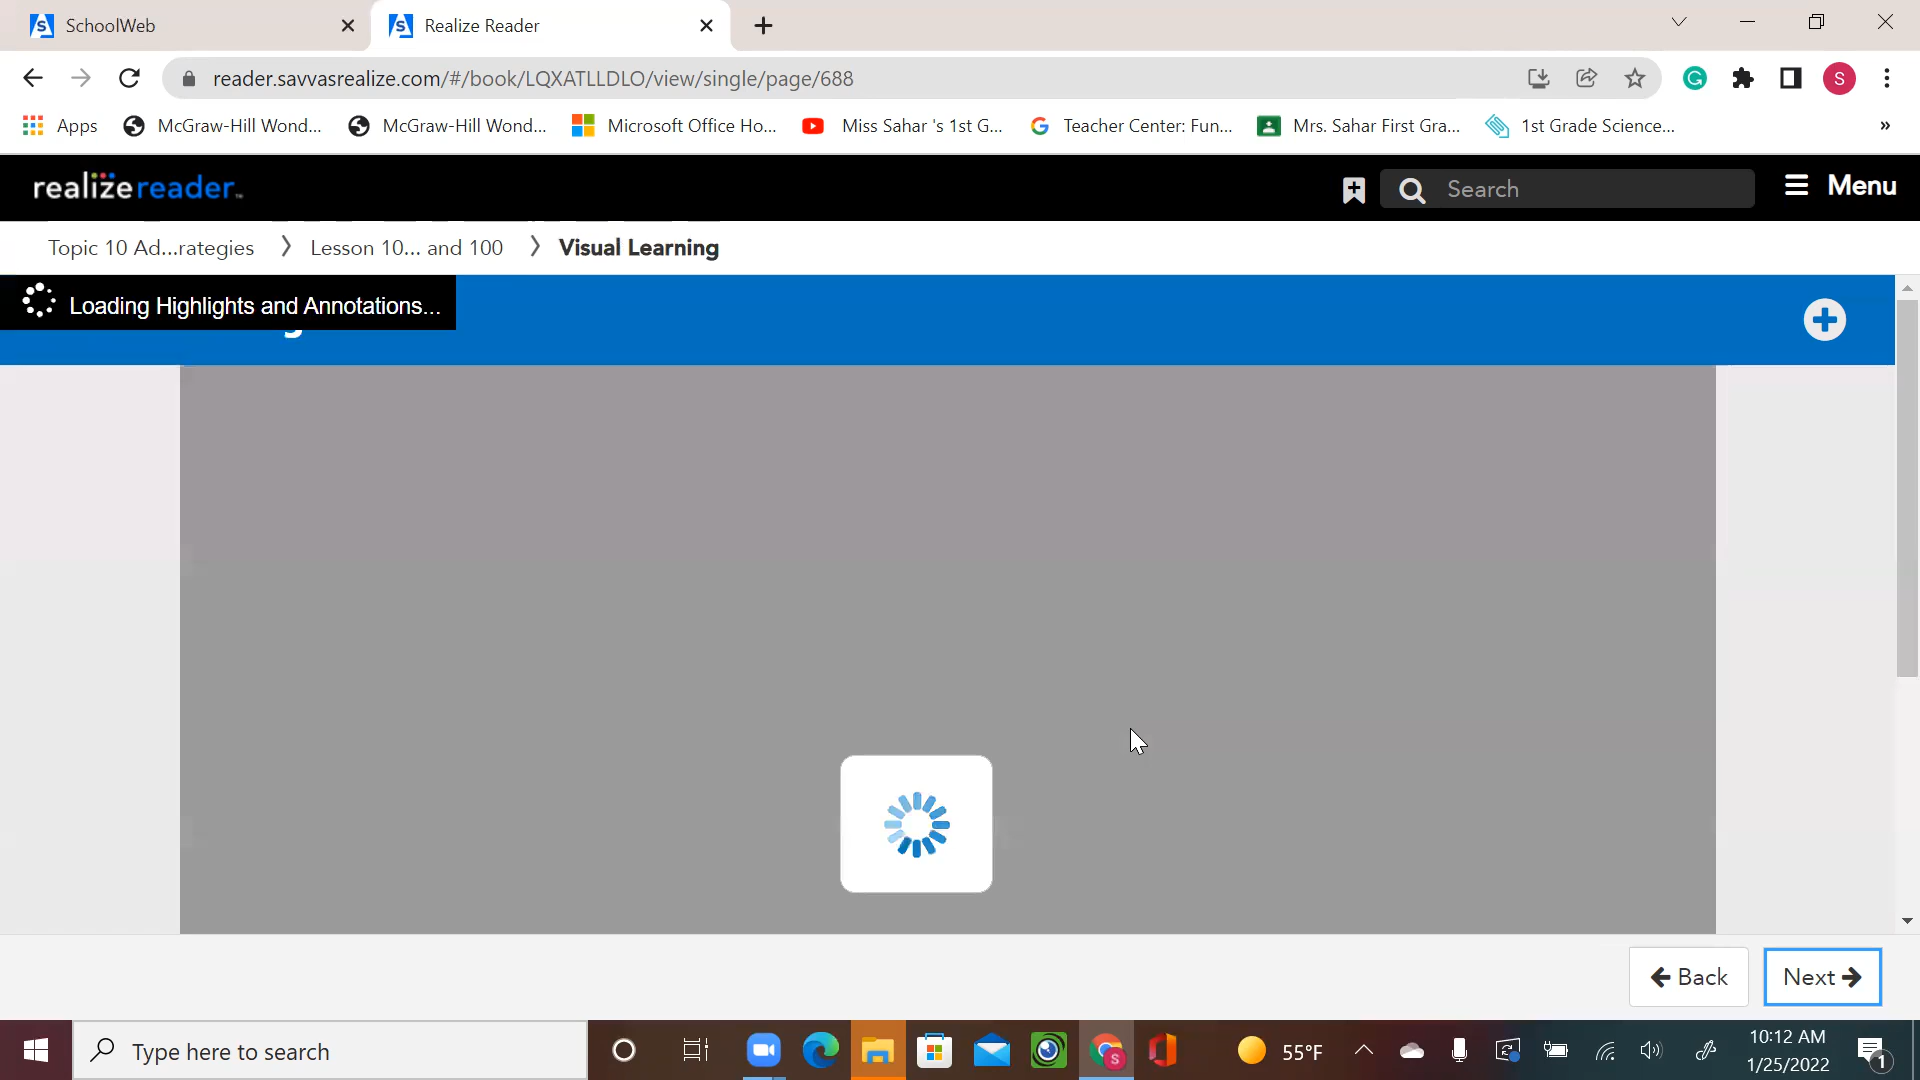 SchoolWeb
Realize Reader
reader.savvasrealize.com/#/book/LQXATLLDLO/view/single/page/688
G
S
Apps
McGraw-Hill Wond...
McGraw-Hill Wond...
Microsoft Office Ho...
Miss Sahar 's 1st G...
Teacher Center: Fun...
Mrs. Sahar First Gra...
1st Grade Science...
»
realizereader™
Search
Menu
Topic 10 Ad...rategies
Lesson 10... and 100
Visual Learning
Loading Highlights and Annotations...
Back
Next
Type here to search
55°F
10:12 AM
1/25/2022
1